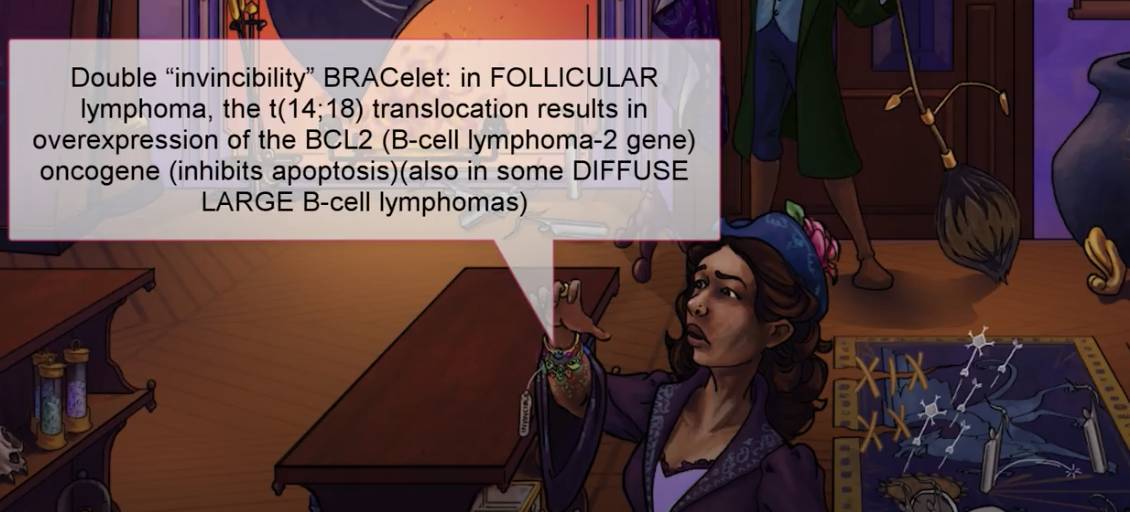 Double “invincibility” BRACelet: in FOLLICULAR
lymphoma, the t(14;18) translocation results in
overexpression of the BCL2 (B-cell lymphoma-2 gene)
oncogene (inhibits apoptosis)(also in some DIFFUSE
LARGE B-cell lymphomas)